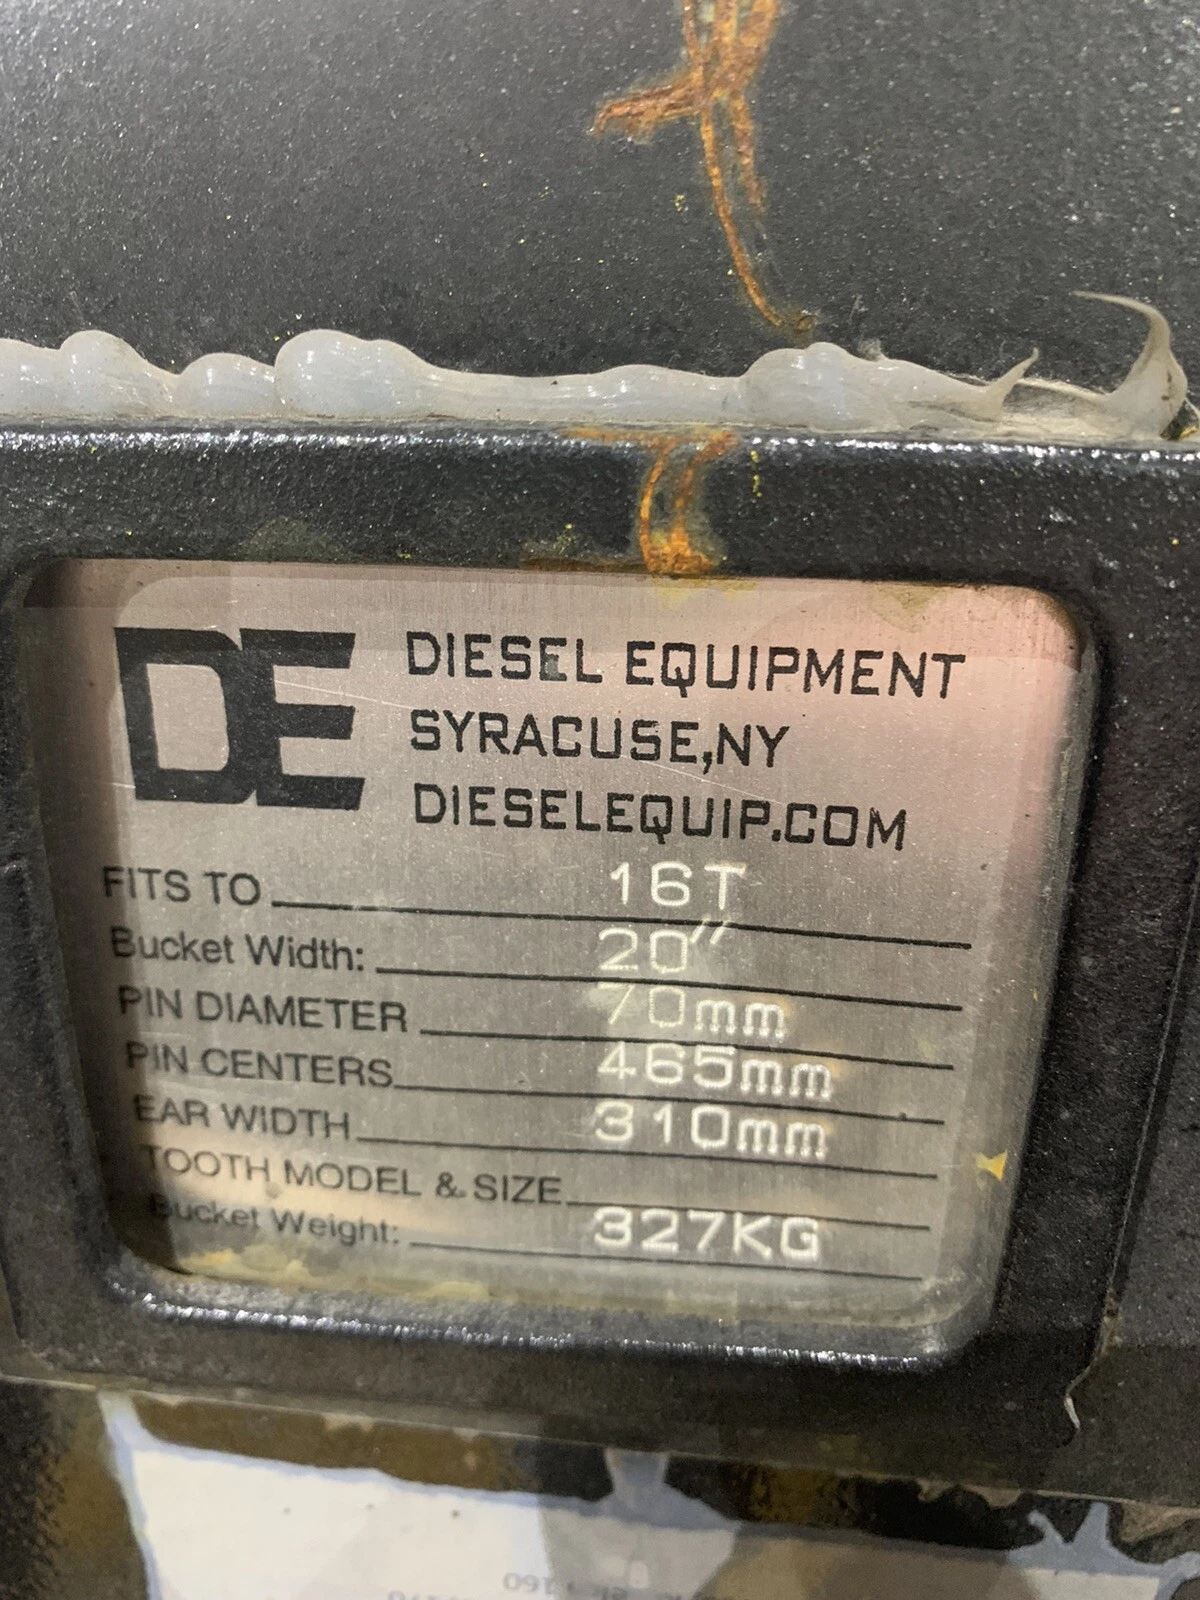 DE
DIESEL EQUIPMENT
SYRACUSE,NY
DIESELEQUIP.COM
FITS TO 16T
Bucket Width: 20"
PIN DIAMETER 70mm
PIN CENTERS 465mm
EAR WIDTH 310mm
TOOTH MODEL & SIZE
Bucket Weight: 327KG
160